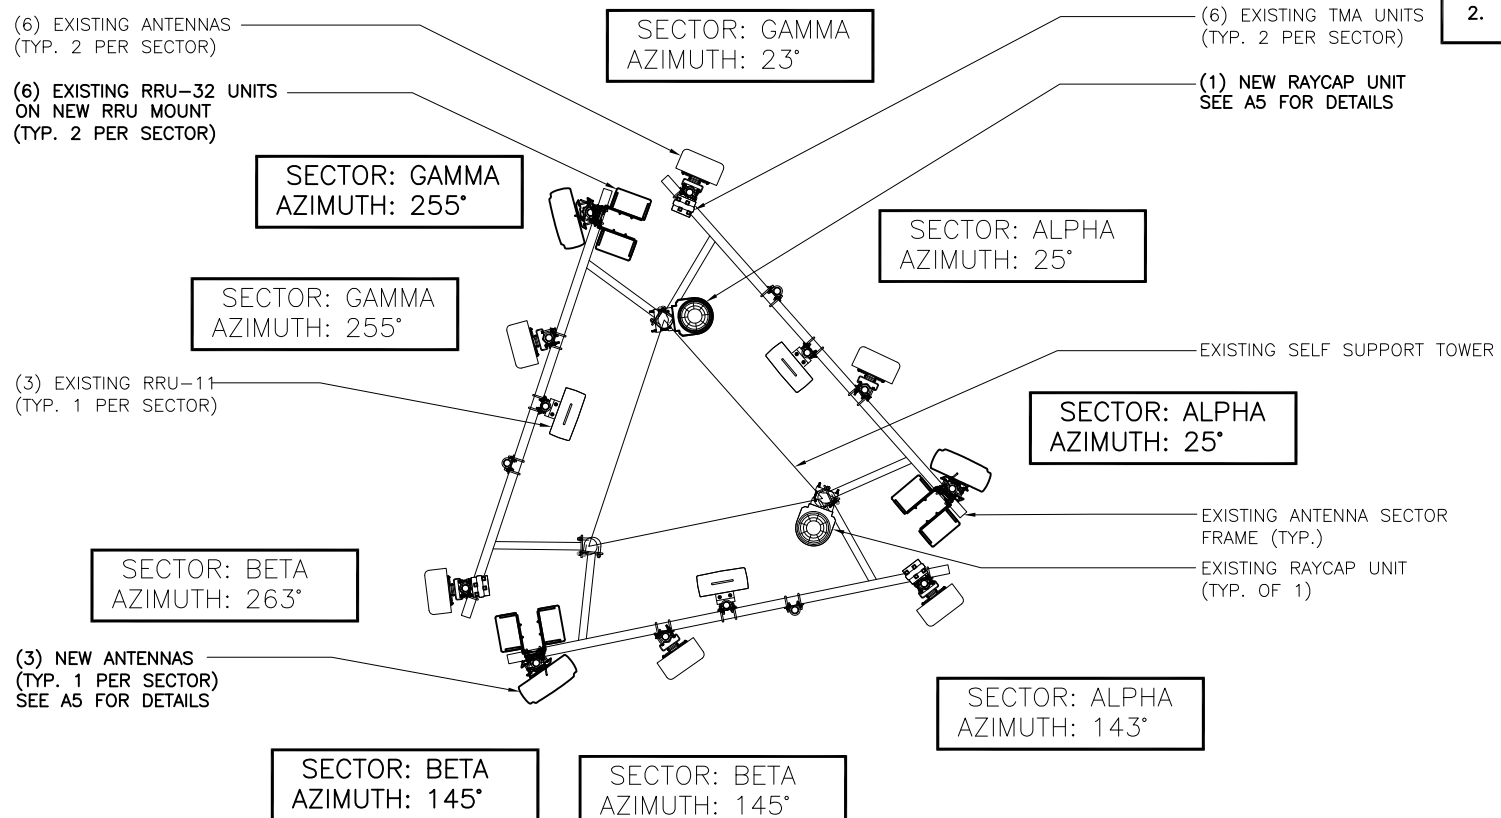 (6) EXISTING ANTENNAS
(TYP. 2 PER SECTOR)
SECTOR: GAMMA
AZIMUTH: 23°
(6) EXISTING TMA UNITS
(TYP. 2 PER SECTOR)
2.
(6) EXISTING RRU-32 UNITS
ON NEW RRU MOUNT
(TYP. 2 PER SECTOR)
(1) NEW RAYCAP UNIT
SEE A5 FOR DETAILS
SECTOR: GAMMA
AZIMUTH: 255°
SECTOR: ALPHA
AZIMUTH: 25°
SECTOR: GAMMA
AZIMUTH: 255°
EXISTING SELF SUPPORT TOWER
(3) EXISTING RRU-11
(TYP. 1 PER SECTOR)
SECTOR: ALPHA
AZIMUTH: 25°
EXISTING ANTENNA SECTOR
FRAME (TYP.)
EXISTING RAYCAP UNIT
(TYP. OF 1)
SECTOR: BETA
AZIMUTH: 263°
(3) NEW ANTENNAS
(TYP. 1 PER SECTOR)
SEE A5 FOR DETAILS
SECTOR: ALPHA
AZIMUTH: 143°
SECTOR: BETA
AZIMUTH: 145°
SECTOR: BETA
AZIMUTH: 145°